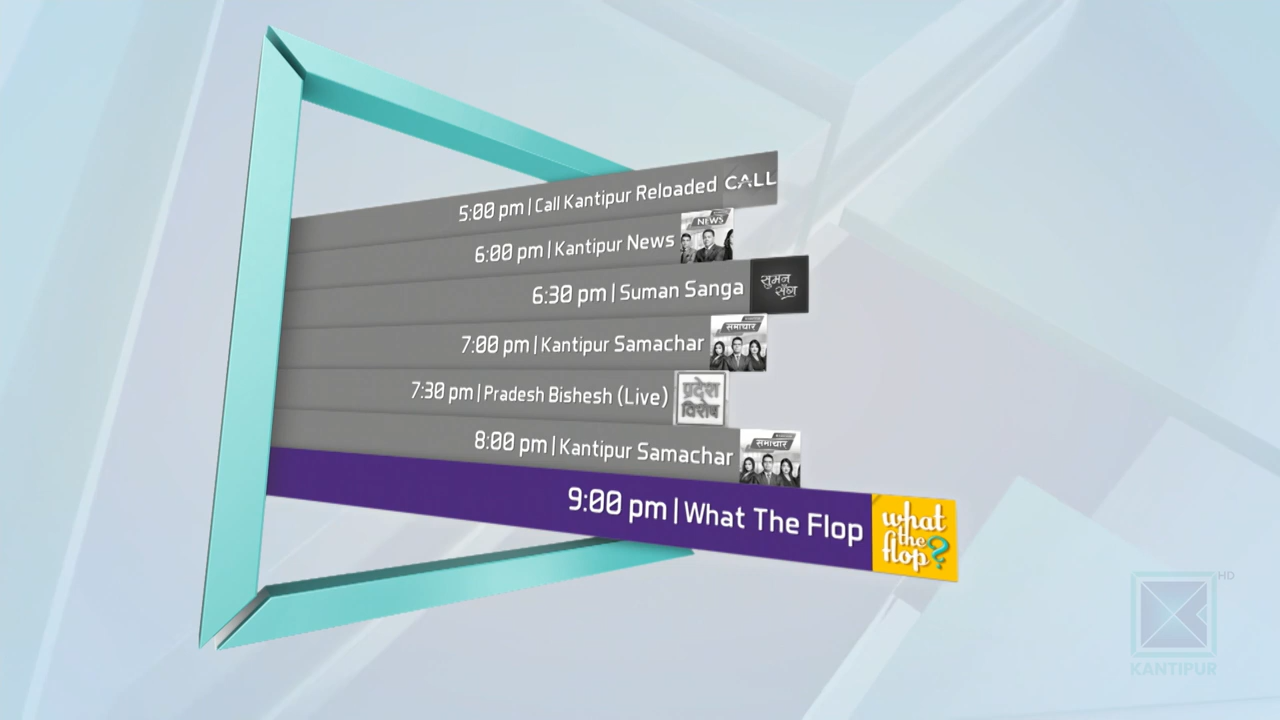 5:00 pm | Call Kantipur Reloaded CALL
6:00 pm | Kantipur News NEWS
6:30 pm | Suman Sanga सुमन संग
7:00 pm | Kantipur Samachar समाचार
7:30 pm | Pradesh Bishesh (Live) प्रदेश विशेष
8:00 pm | Kantipur Samachar समाचार
9:00 pm | What The Flop what the flop?
HD
KANTIPUR